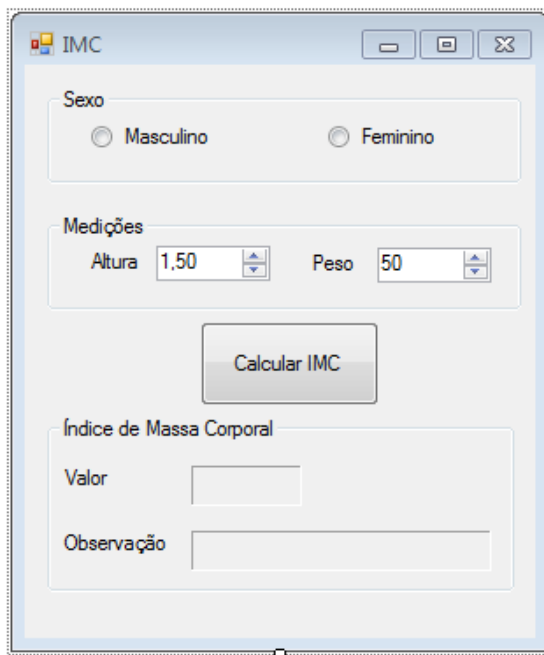 IMC
Sexo
Masculino Feminino
Medições
Altura 1,50 Peso 50
Calcular IMC
Índice de Massa Corporal
Valor
Observação